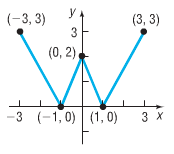 y
(−3, 3)
(3, 3)
3
(0, 2)
−3 (−1, 0) (1, 0) 3 x